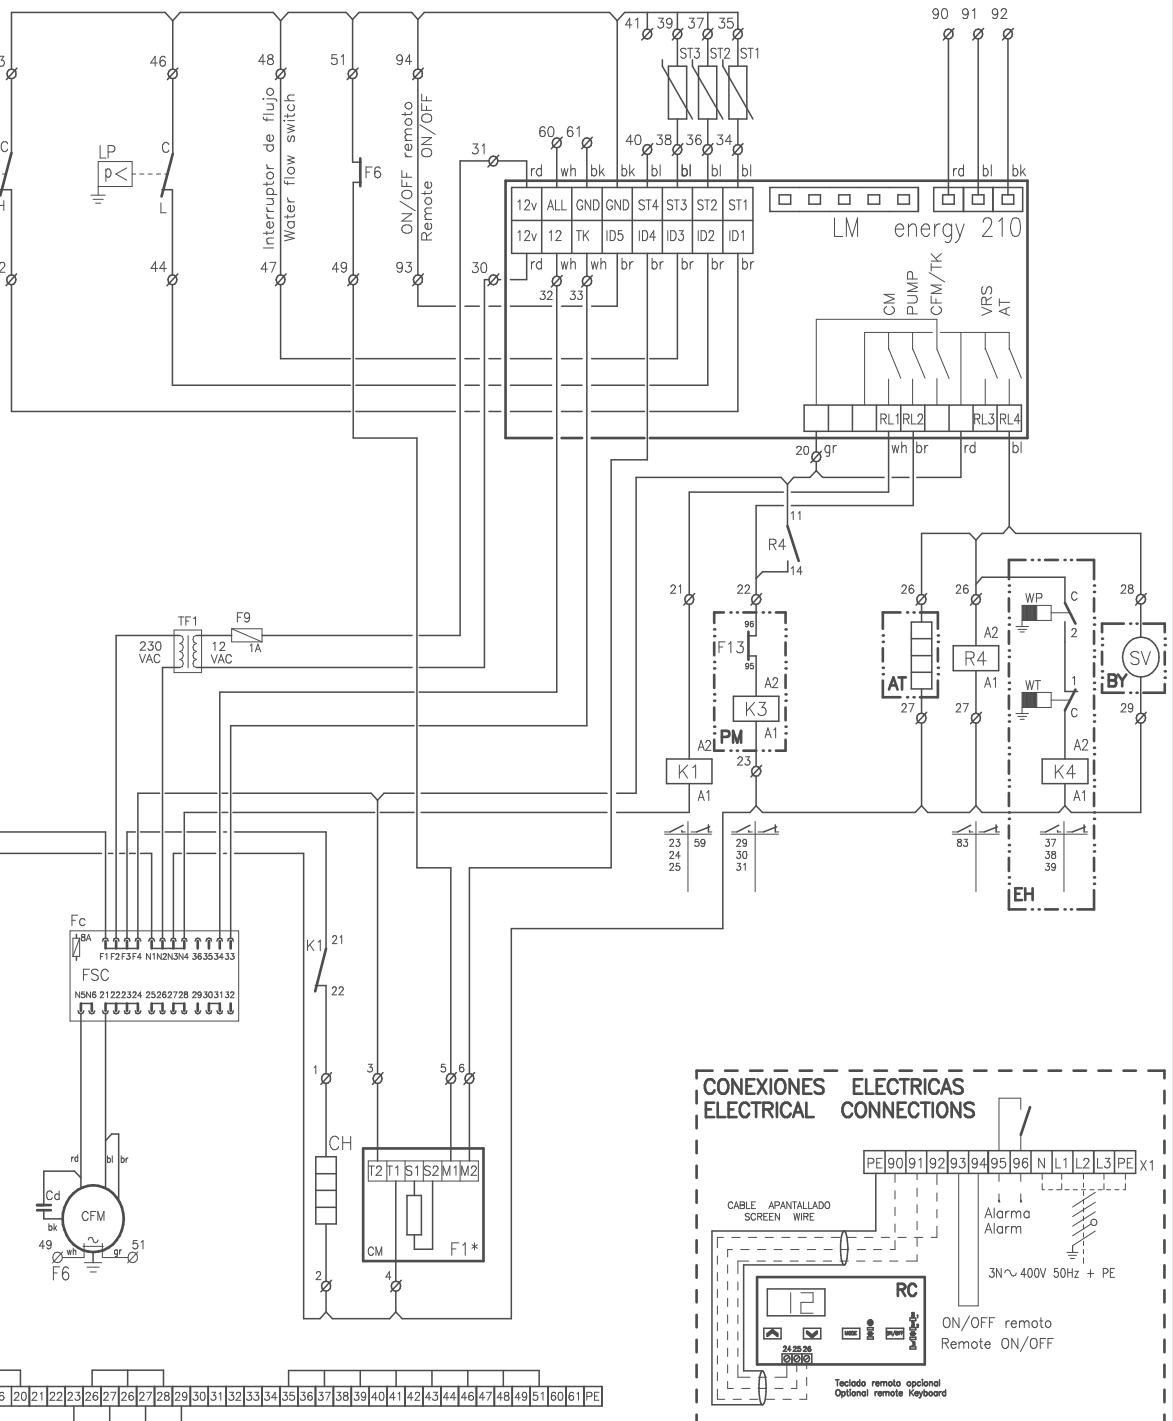 41 39 37 35
90 91 92
3 46 48 51 94
ST3 ST2 ST1
C LP p< C L
H
Interruptor de flujo
Water flow switch
F6
ON/OFF remoto
Remote ON/OFF
31 60 61 40 38 36 34
rd wh bk bk bl bl bl bl
rd bl bk
12v ALL GND GND ST4 ST3 ST2 ST1
12v 12 TK ID5 ID4 ID3 ID2 ID1
LM energy 210
2 44 47 49 93 30
rd wh wh br br br br br
32 33
CM
PUMP
CFM/TK
VRS
AT
RL1 RL2 RL3 RL4
20 gr wh br rd bl
11
R4
14
21 22 26 26 28
TF1
F9
1A
230
VAC
12
VAC
96
F13
95
A2
K3
A1
PM
23
AT
27
A2
R4
A1
27
WP
C
2
WT
1
C
SV
BY
29
A2
K1
A1
A2
K4
A1
EH
23 59
24
25
29
30
31
83
37
38
39
Fc
8A
F1 F2 F3 F4 N1 N2 N3 N4 36 35 34 33
FSC
N5 N6 21 22 23 24 25 26 27 28 29 30 31 32
K1
21
22
1 3 5 6
CH
T2 T1 S1 S2 M1 M2
CM
F1*
2 4
rd bl br
Cd
CFM
bk
49 wh gr 51
F6
CONEXIONES ELECTRICAS
ELECTRICAL CONNECTIONS
PE 90 91 92 93 94 95 96 N L1 L2 L3 PE X1
CABLE APANTALLADO
SCREEN WIRE
Alarma
Alarm
3N~ 400V 50Hz + PE
RC
12
MODE
ON/OFF
24 25 26
ON/OFF remoto
Remote ON/OFF
Teclado remoto opcional
Optional remote Keyboard
6 20 21 22 23 26 27 26 27 28 29 30 31 32 33 34 35 36 37 38 39 40 41 42 43 44 46 47 48 49 51 60 61 PE